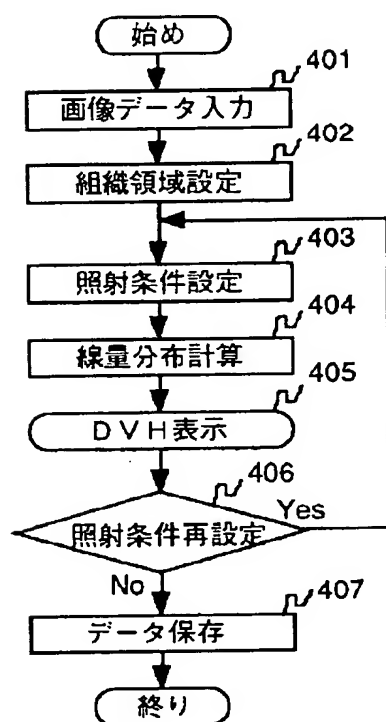 始め
401
画像データ入力
402
組織領域設定
403
照射条件設定
404
線量分布計算
405
DVH表示
406
照射条件再設定
Yes
No
407
データ保存
終り